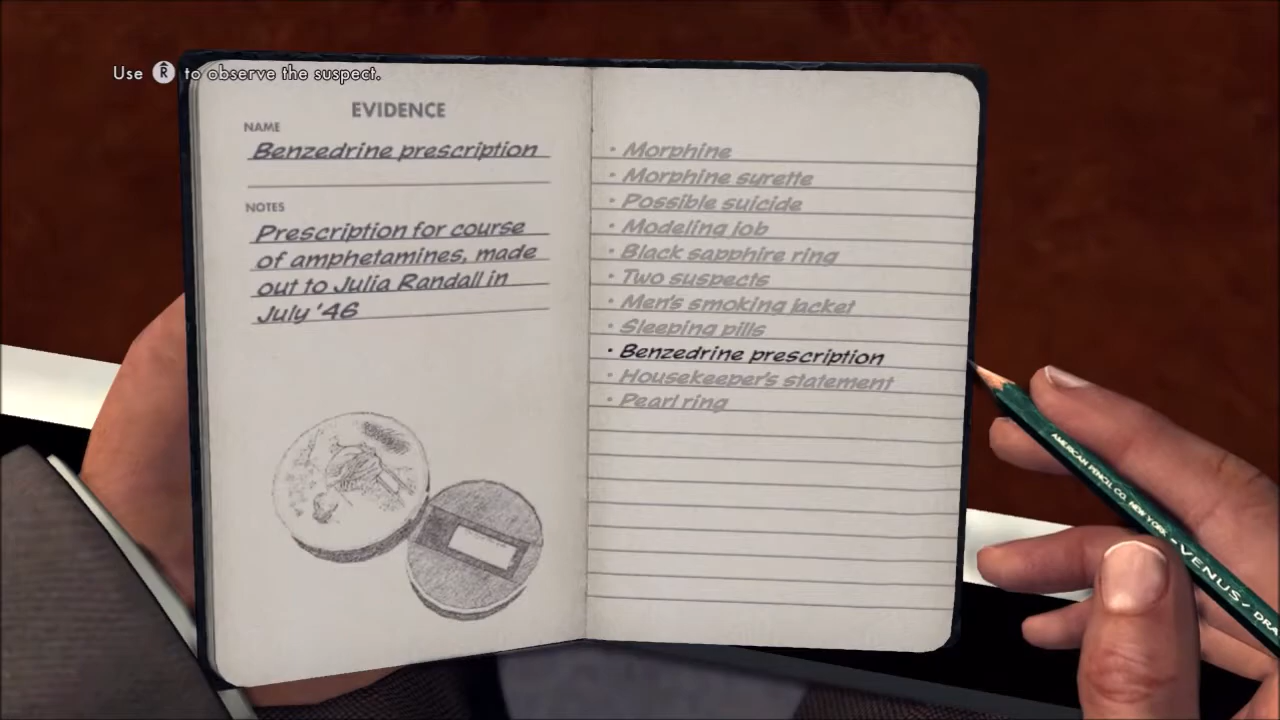 Use R to observe the suspect.
EVIDENCE
NAME
Benzedrine prescription
NOTES
Prescription for course
of amphetamines, made
out to Julia Randall in
July '46
• Morphine
• Morphine surette
• Possible suicide
• Modeling job
• Black sapphire ring
• Two suspects
• Men's smoking jacket
• Sleeping pills
• Benzedrine prescription
• Housekeeper's statement
• Pearl ring
AMERICAN PENCIL CO. NEW YORK • VENUS / DRA